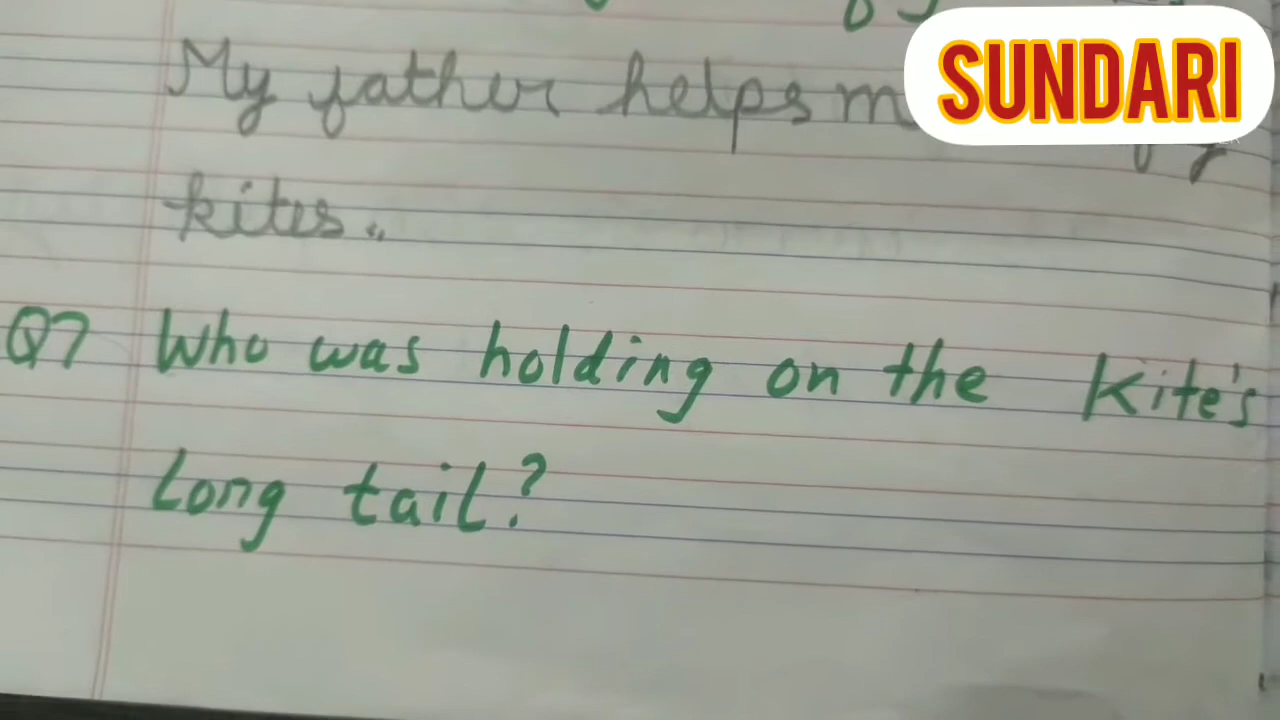 SUNDARI
My father helps
kites.
Q7 Who was holding on the kite's
long tail?